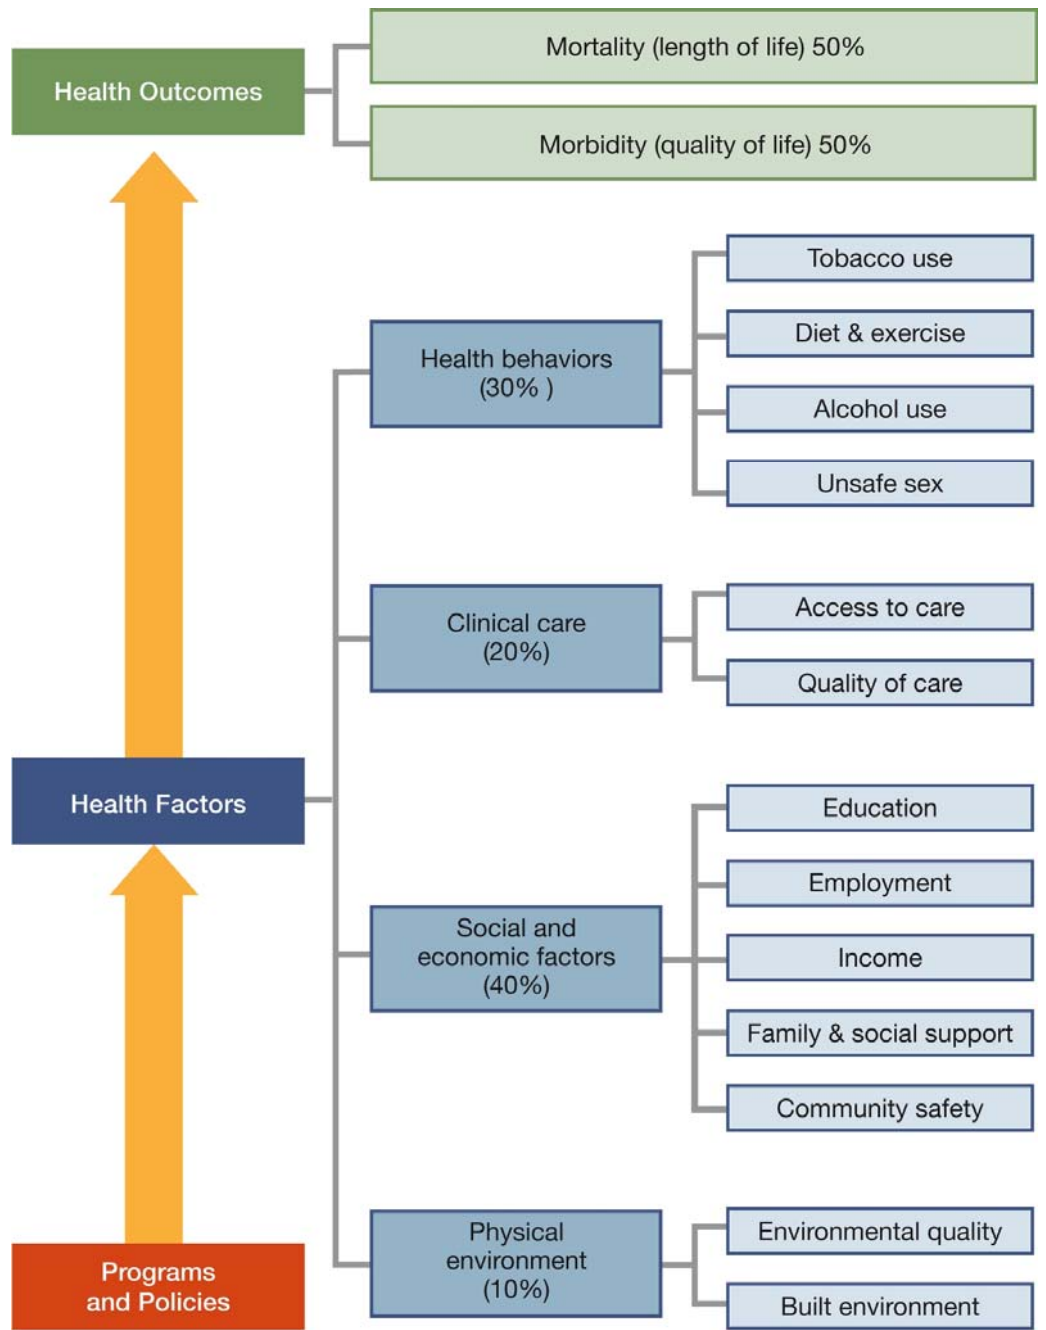 Health Outcomes
Mortality (length of life) 50%
Morbidity (quality of life) 50%
Health Factors
Health behaviors
(30% )
Tobacco use
Diet & exercise
Alcohol use
Unsafe sex
Clinical care
(20%)
Access to care
Quality of care
Social and
economic factors
(40%)
Education
Employment
Income
Family & social support
Community safety
Physical
environment
(10%)
Environmental quality
Built environment
Programs
and Policies